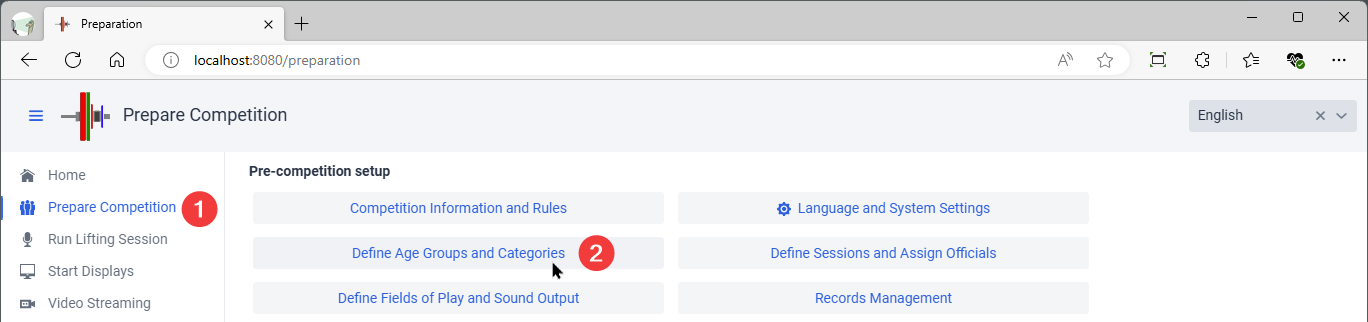 Preparation
localhost:8080/preparation
Prepare Competition
English
Home
Prepare Competition 1
Run Lifting Session
Start Displays
Video Streaming
Pre-competition setup
Competition Information and Rules
Language and System Settings
Define Age Groups and Categories 2
Define Sessions and Assign Officials
Define Fields of Play and Sound Output
Records Management